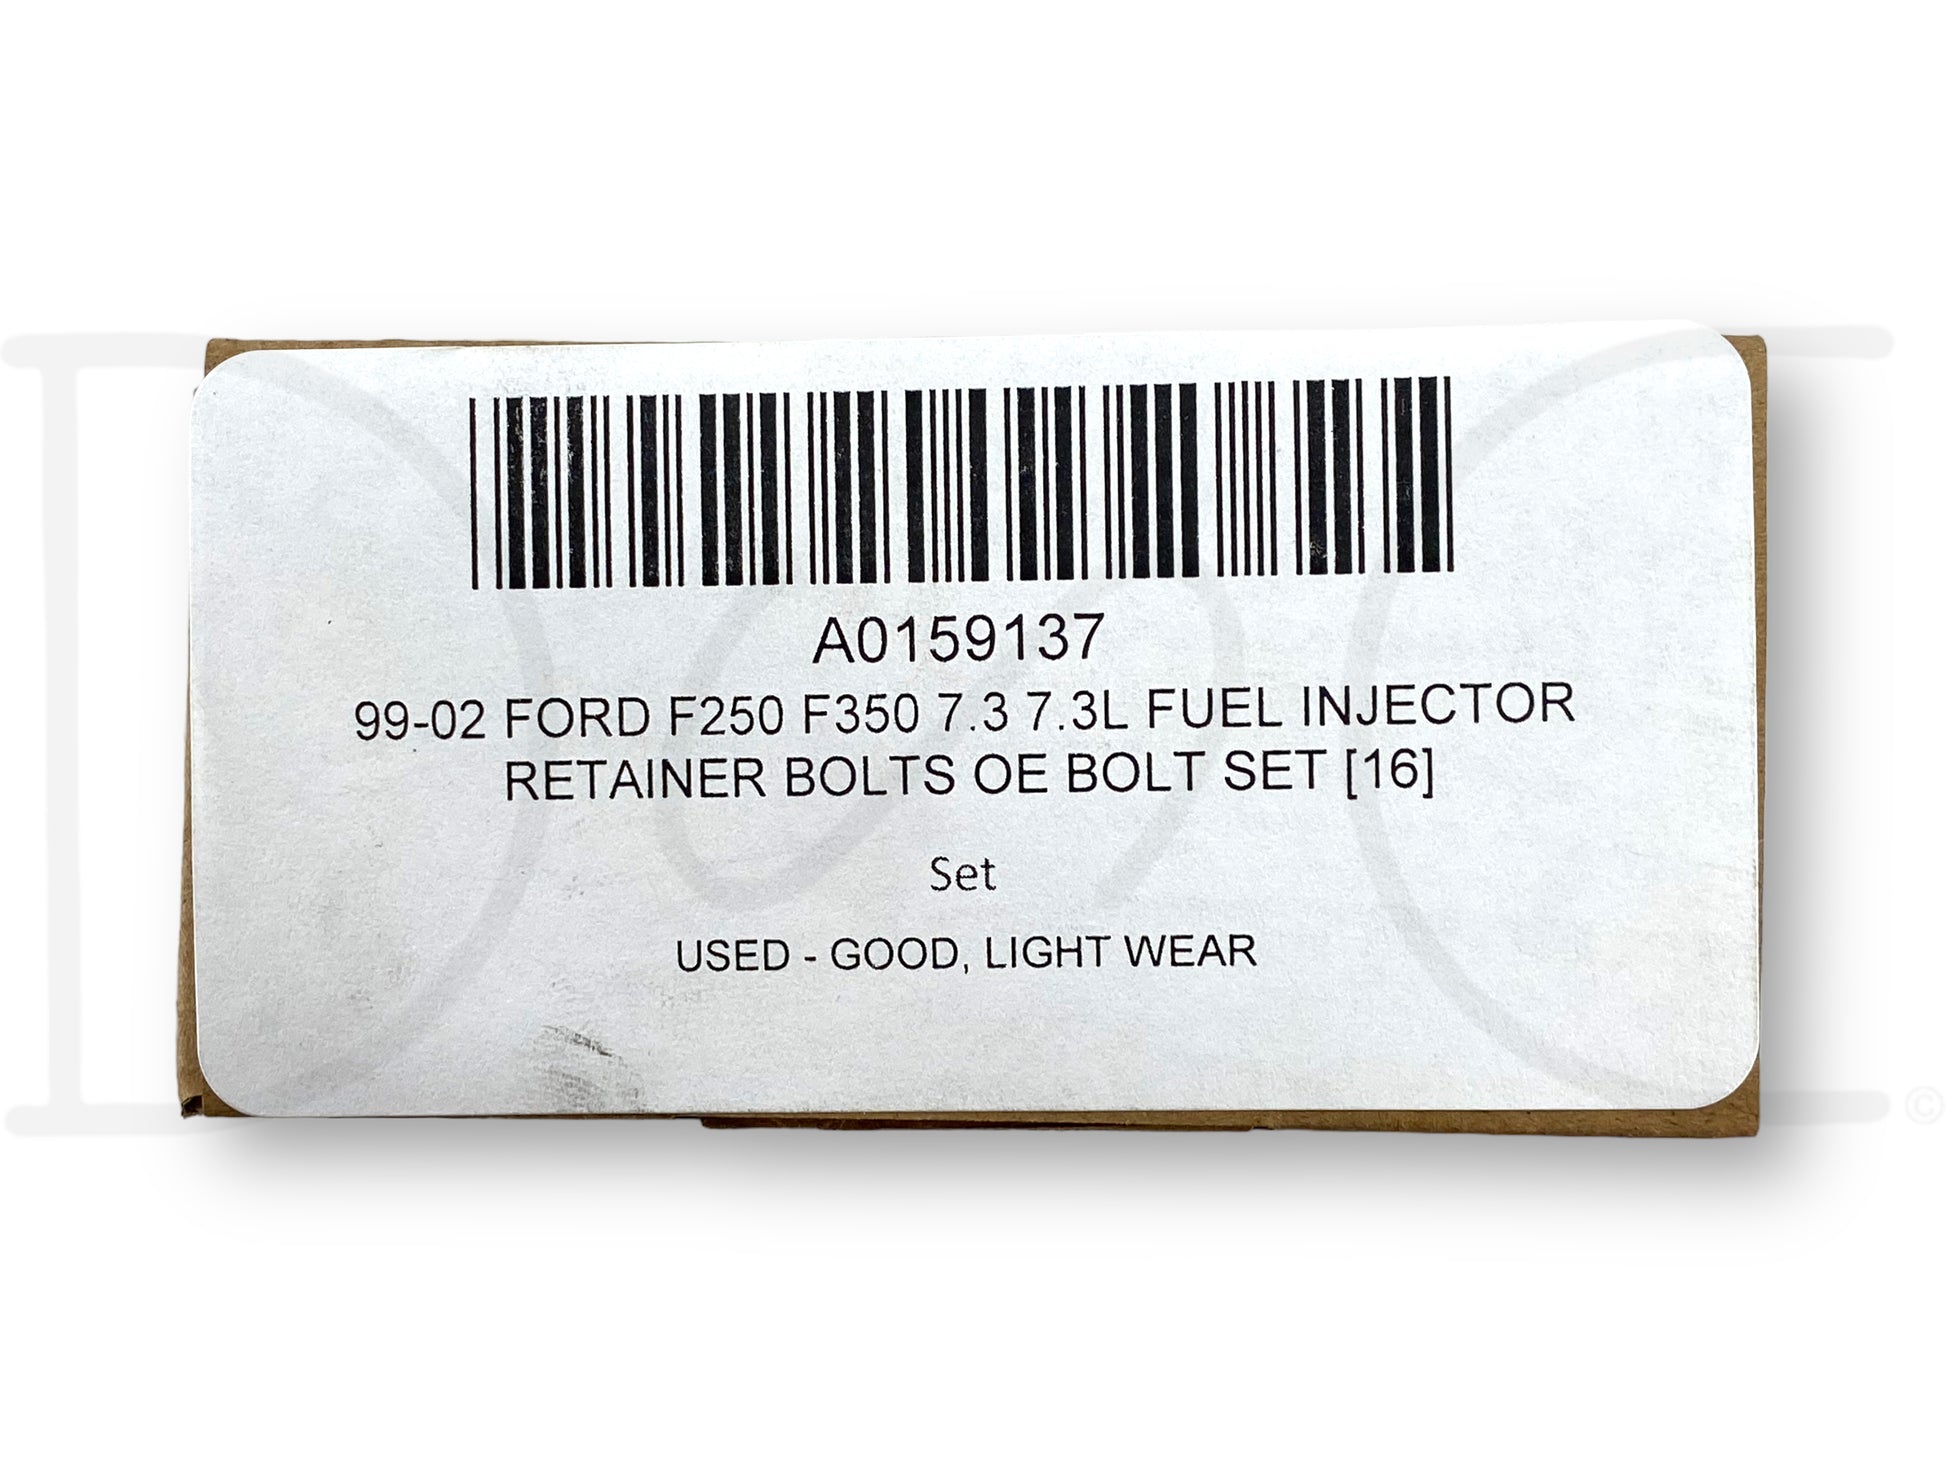 A0159137
99-02 FORD F250 F350 7.3 7.3L FUEL INJECTOR
RETAINER BOLTS OE BOLT SET [16]
Set
USED - GOOD, LIGHT WEAR
©